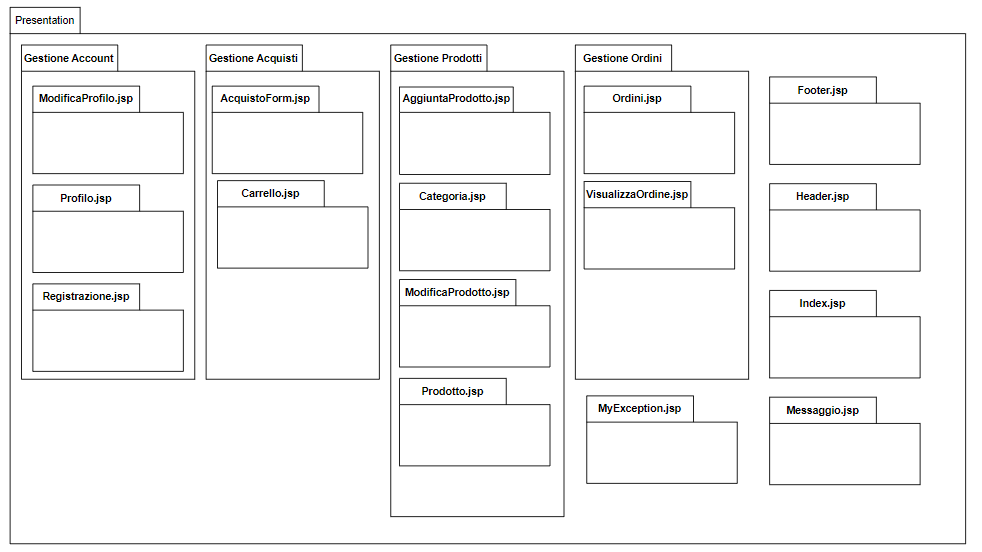 Presentation
Gestione Account
ModificaProfilo.jsp
Profilo.jsp
Registrazione.jsp
Gestione Acquisti
AcquistoForm.jsp
Carrello.jsp
Gestione Prodotti
AggiuntaProdotto.jsp
Categoria.jsp
ModificaProdotto.jsp
Prodotto.jsp
Gestione Ordini
Ordini.jsp
VisualizzaOrdine.jsp
MyException.jsp
Footer.jsp
Header.jsp
Index.jsp
Messaggio.jsp